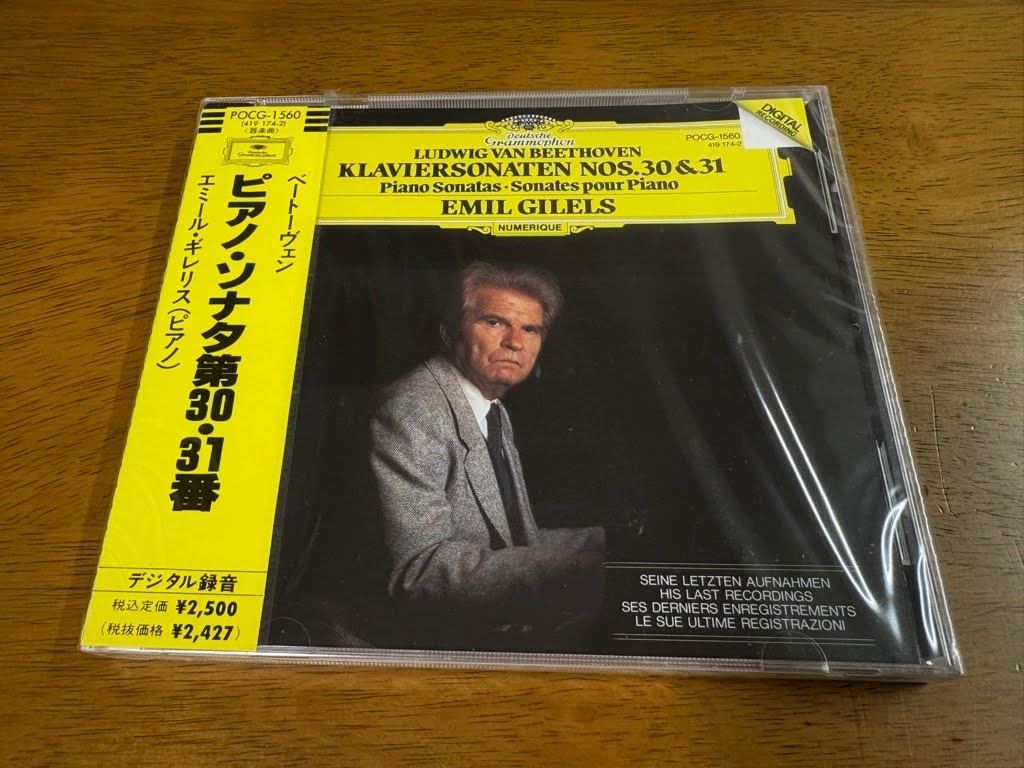 POCG-1560
(419 174-2)
〈器楽曲〉
Deutsche
Grammophon
ベートーヴェン
ピアノ・ソナタ第30・31番
エミール・ギレリス(ピアノ)
デジタル録音
税込定価 ¥2,500
(税抜価格 ¥2,427)
Deutsche
Grammophon
LUDWIG VAN BEETHOVEN
KLAVIERSONATEN NOS.30&31
Piano Sonatas・Sonates pour Piano
EMIL GILELS
NUMERIQUE
POCG-1560
419 174-2
DIGITAL
RECORDING
SEINE LETZTEN AUFNAHMEN
HIS LAST RECORDINGS
SES DERNIERS ENREGISTREMENTS
LE SUE ULTIME REGISTRAZIONI